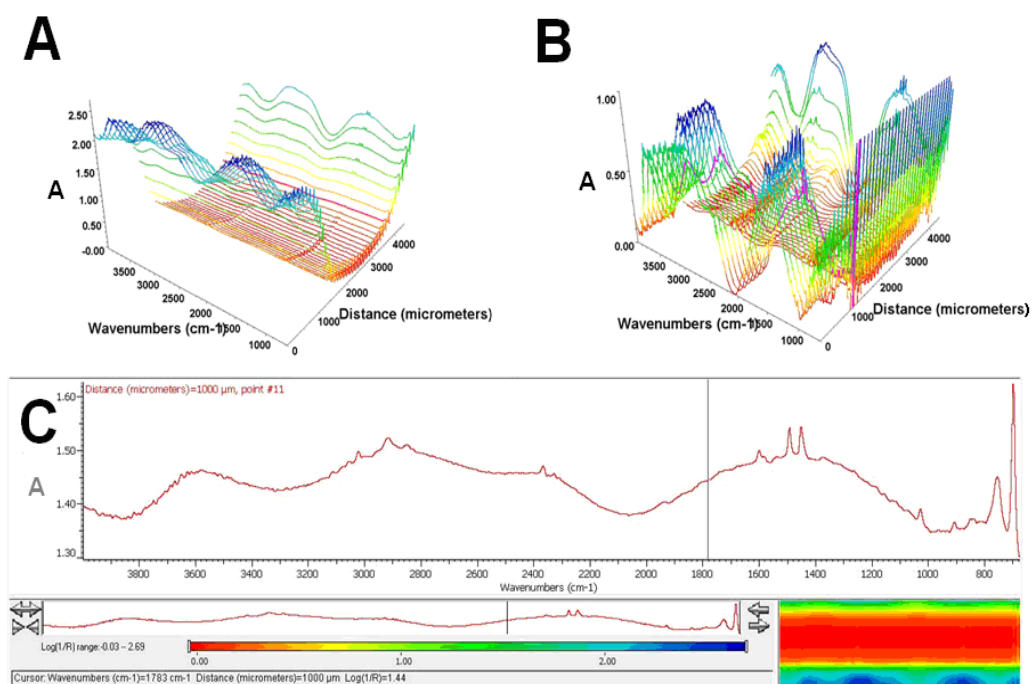 A
B
2.50
2.00
1.50
1.00
0.50
-0.00
A
3500
3000
2500
2000
1500
1000
Wavenumbers (cm-1)
0
1000
2000
3000
4000
Distance (micrometers)
1.00
0.50
0.00
A
3500
3000
2500
2000
1500
1000
Wavenumbers (cm-1)
0
1000
2000
3000
4000
Distance (micrometers)
C
Distance (micrometers)=1000 µm, point #11
1.60
1.50
1.40
1.30
A
3800 3600 3400 3200 3000 2800 2600 2400 2200 2000 1800 1600 1400 1200 1000 800
Wavenumbers (cm-1)
Log(1/R) range:-0.03 – 2.69
0.00 1.00 2.00
Cursor: Wavenumbers (cm-1)=1783 cm-1 Distance (micrometers)=1000 µm Log(1/R)=1.44